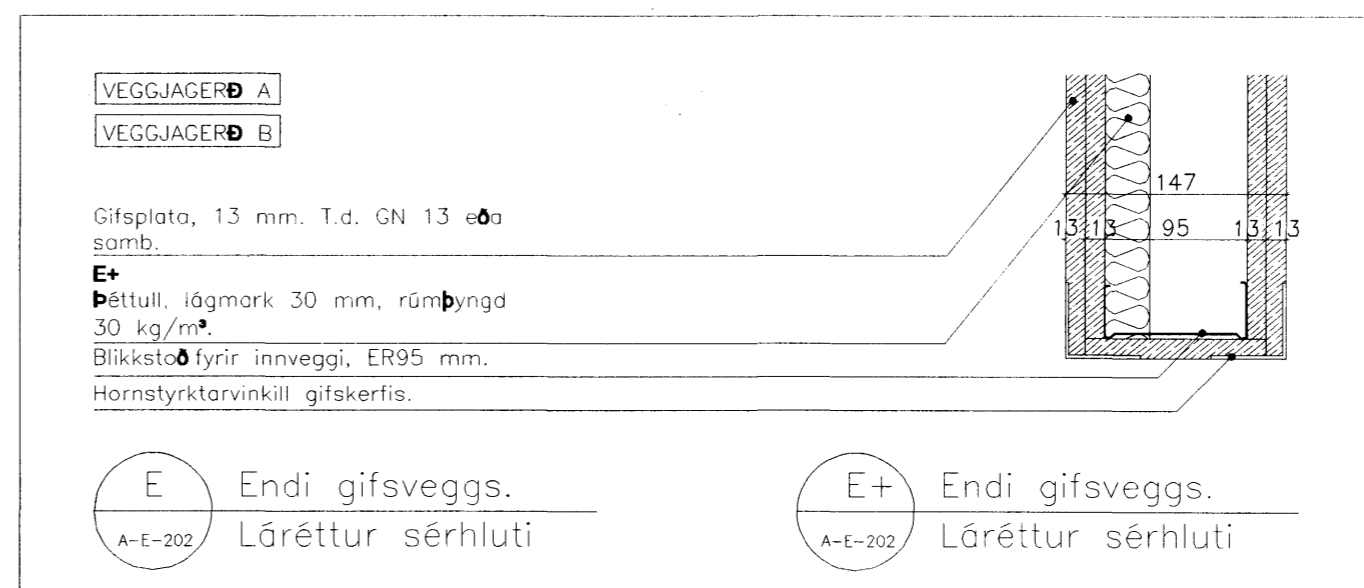 VEGGJAGERÐ A
VEGGJAGERÐ B
Gifsplata, 13 mm. T.d. GN 13 eða
samb.
E+
Þéttull, lágmark 30 mm, rúmþyngd
30 kg/m³.
Blikkstoð fyrir innveggi, ER95 mm.
Hornstyrktarvinkill gifskerfis.
147
13 13 95 13 13
E Endi gifsveggs.
A-E-202 Láréttur sérhluti
E+ Endi gifsveggs.
A-E-202 Láréttur sérhluti